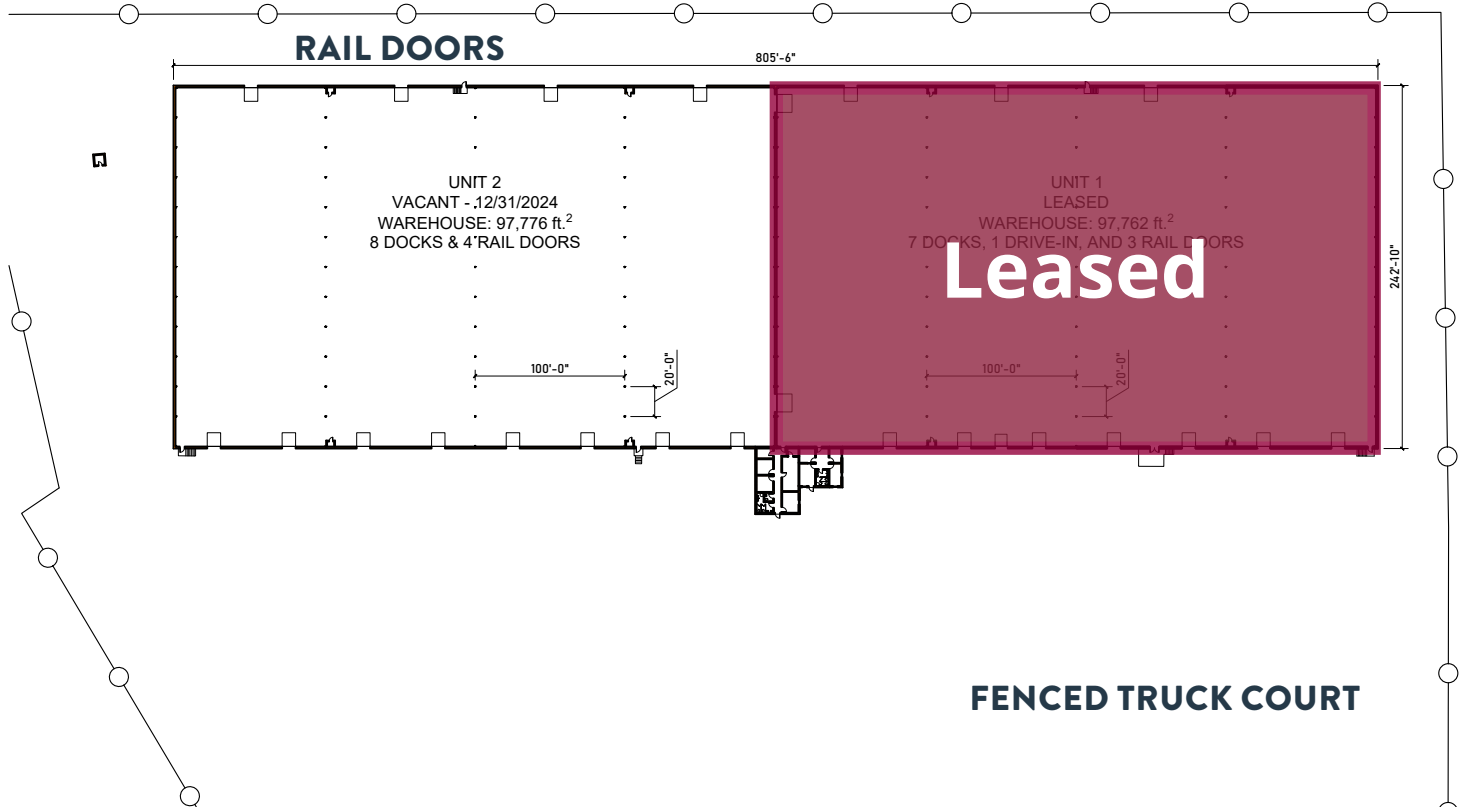 RAIL DOORS
805'-6"
UNIT 2
VACANT - 12/31/2024
WAREHOUSE: 97,776 ft.²
8 DOCKS & 4 RAIL DOORS
UNIT 1
LEASED
WAREHOUSE: 97,762 ft.²
7 DOCKS, 1 DRIVE-IN, AND 3 RAIL DOORS
Leased
242'-10"
100'-0"
20'-0"
100'-0"
20'-0"
FENCED TRUCK COURT